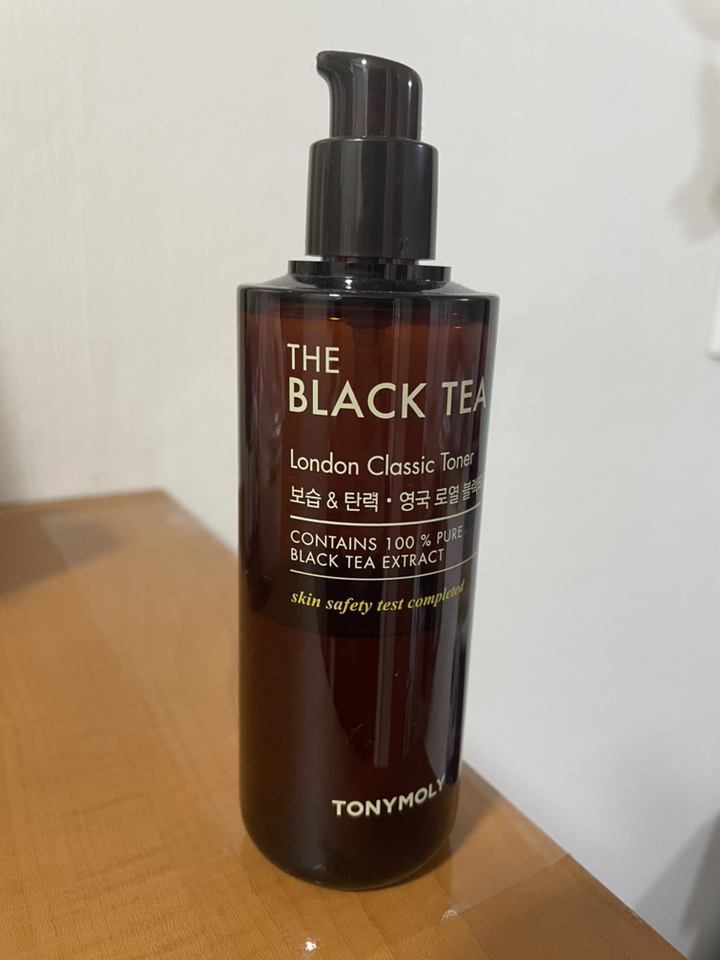 THE
BLACK TEA
London Classic Toner
보습 & 탄력 • 영국 로열
CONTAINS 100 % PURE
BLACK TEA EXTRACT
skin safety test completed
TONYMOLY